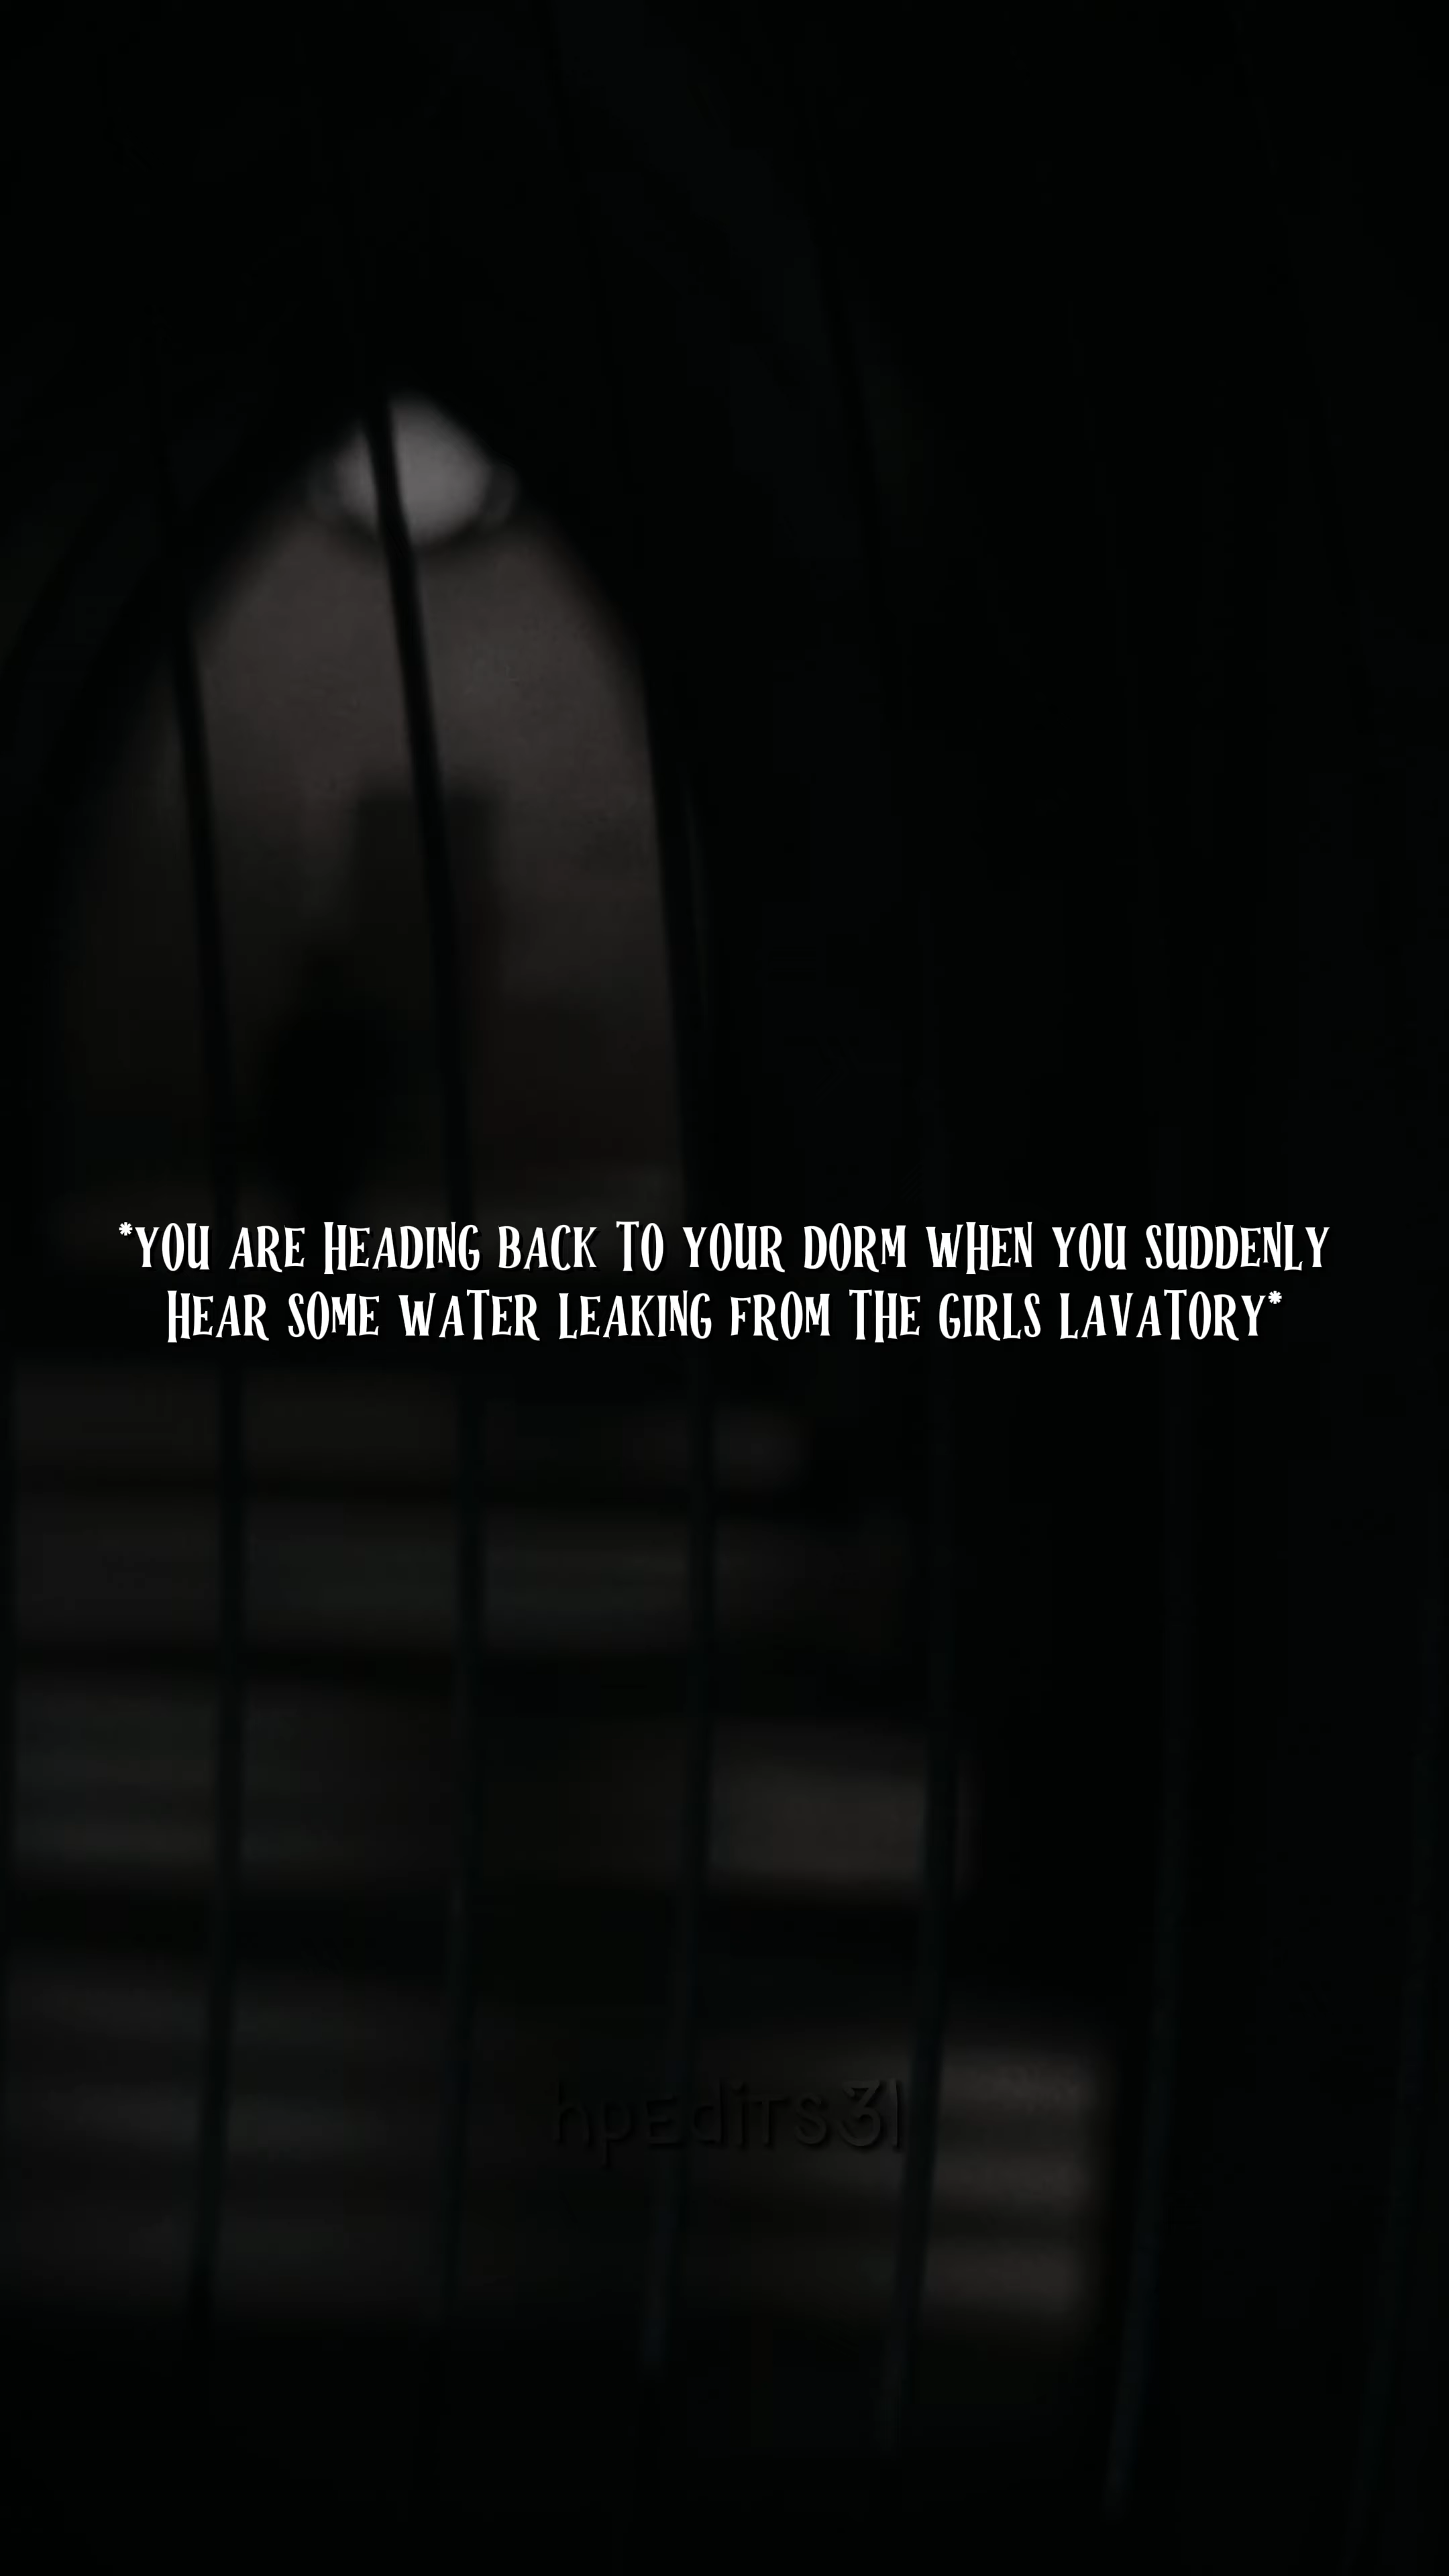 *YOU ARE HEADING BACK TO YOUR DORM WHEN YOU SUDDENLY
HEAR SOME WATER LEAKING FROM THE GIRLS LAVATORY*
hpEdits31